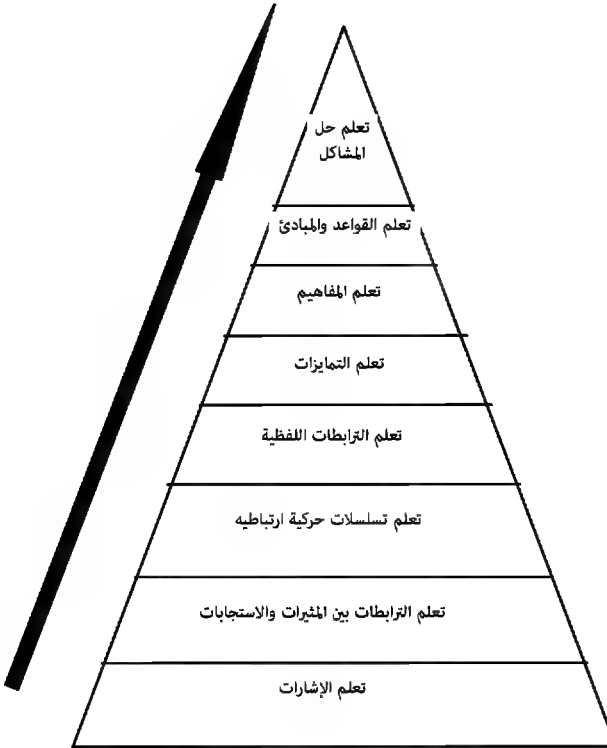 تعلم حل
المشاكل
تعلم القواعد والمبادئ
تعلم المفاهيم
تعلم التمايزات
تعلم الترابطات اللفظية
تعلم تسلسلات حركية ارتباطيه
تعلم الترابطات بين المثيرات والاستجابات
تعلم الإشارات